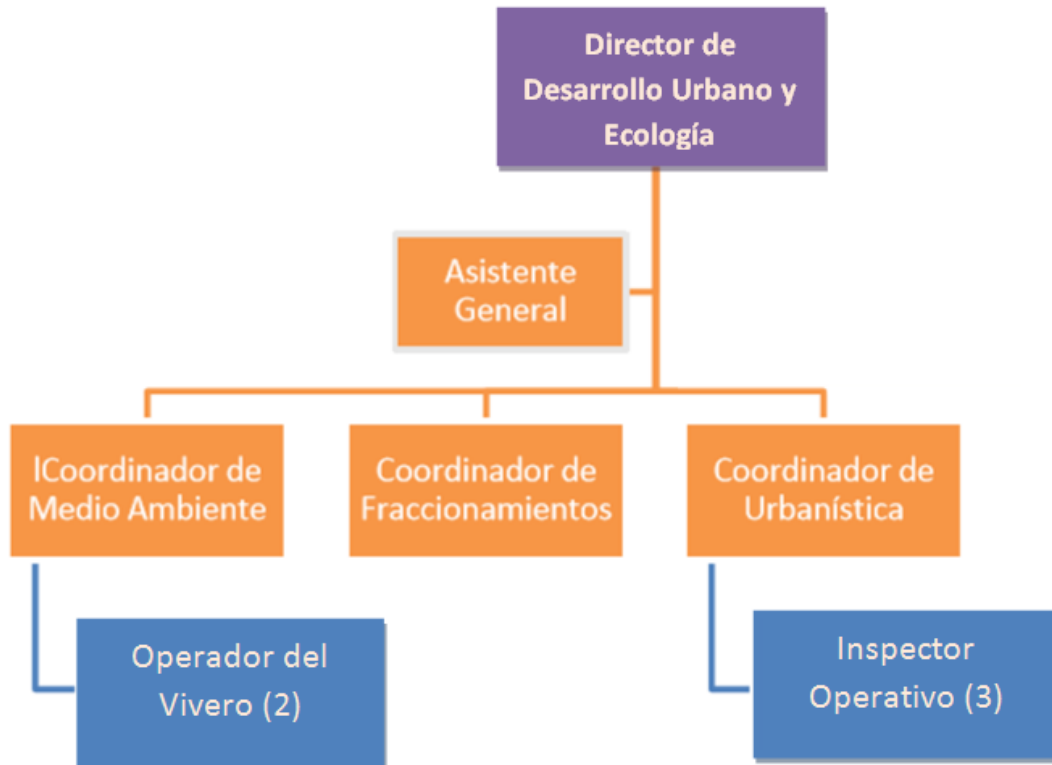 Director de
Desarrollo Urbano y
Ecología
Asistente
General
lCoordinador de
Medio Ambiente
Coordinador de
Fraccionamientos
Coordinador de
Urbanística
Operador del
Vivero (2)
Inspector
Operativo (3)